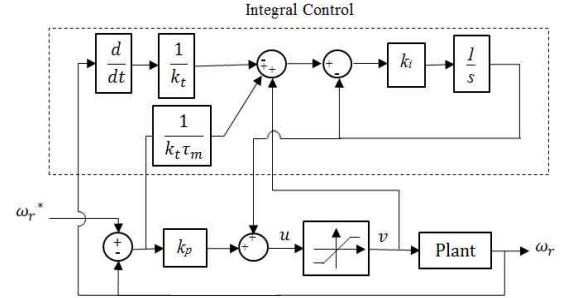 Integral Control
d/dt
1/k_t
k_i
1/s
1/(k_t τ_m)
ω_r*
k_p
u
v
Plant
ω_r
+
-
+
+
-
+
+
+
-